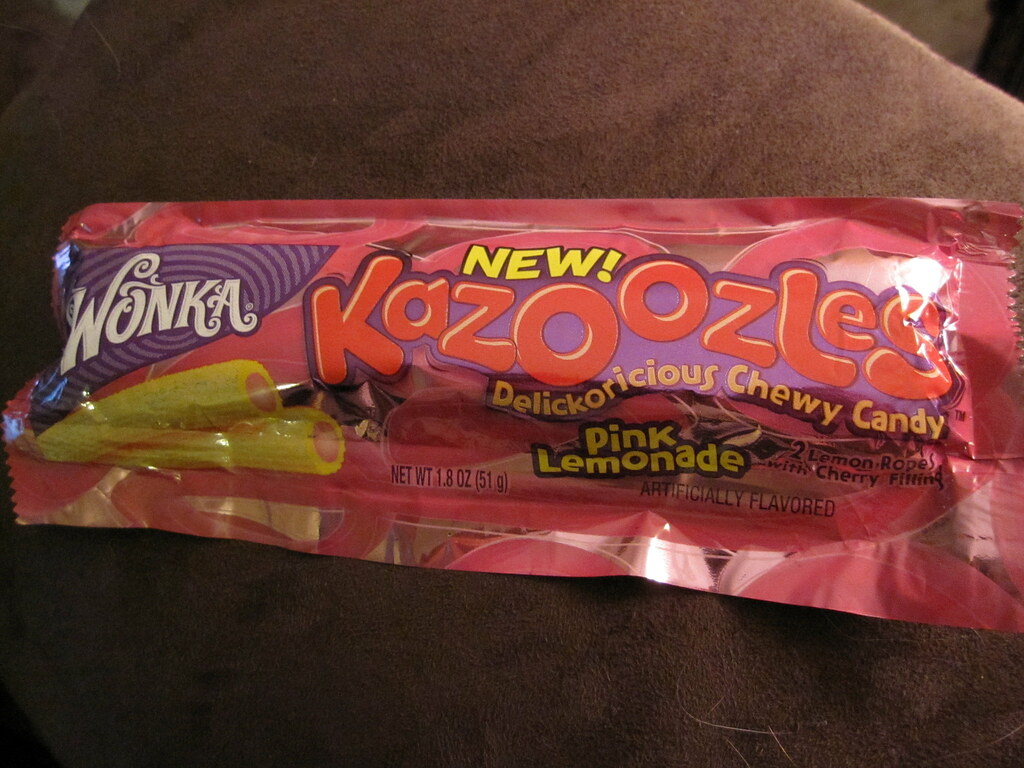 WONKA
NEW!
Kazoozles
Delickoricious Chewy Candy™
Pink
Lemonade
2 Lemon Ropes
with Cherry Filling
NET WT 1.8 OZ (51 g)
ARTIFICIALLY FLAVORED